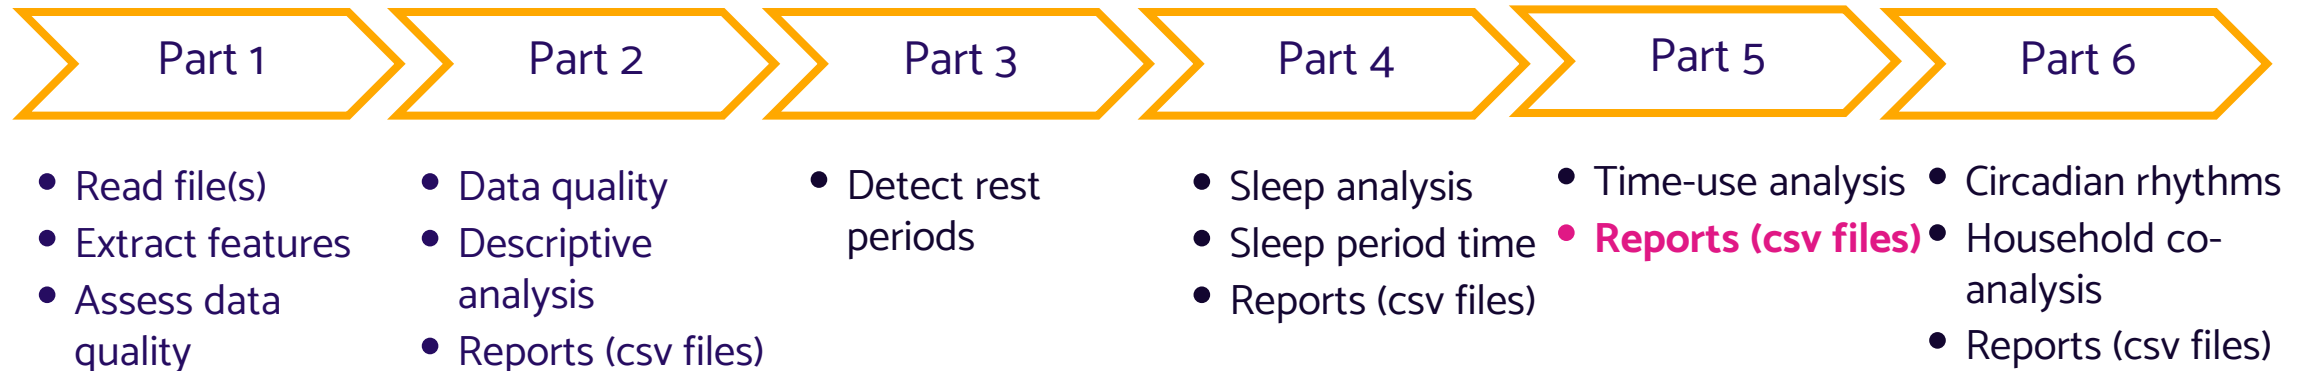 Part 1
Part 2
Part 3
Part 4
Part 5
Part 6
• Read file(s)
• Extract features
• Assess data
quality
• Data quality
• Descriptive
analysis
• Reports (csv files)
• Detect rest
periods
• Sleep analysis
• Sleep period time
• Reports (csv files)
• Time-use analysis
• Reports (csv files)
• Circadian rhythms
• Household co-
analysis
• Reports (csv files)